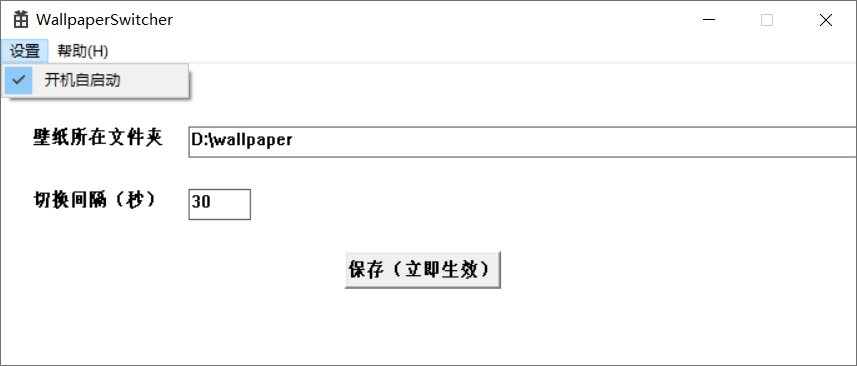 WallpaperSwitcher
设置 帮助(H)
开机自启动
壁纸所在文件夹 D:\wallpaper
切换间隔（秒） 30
保存（立即生效）